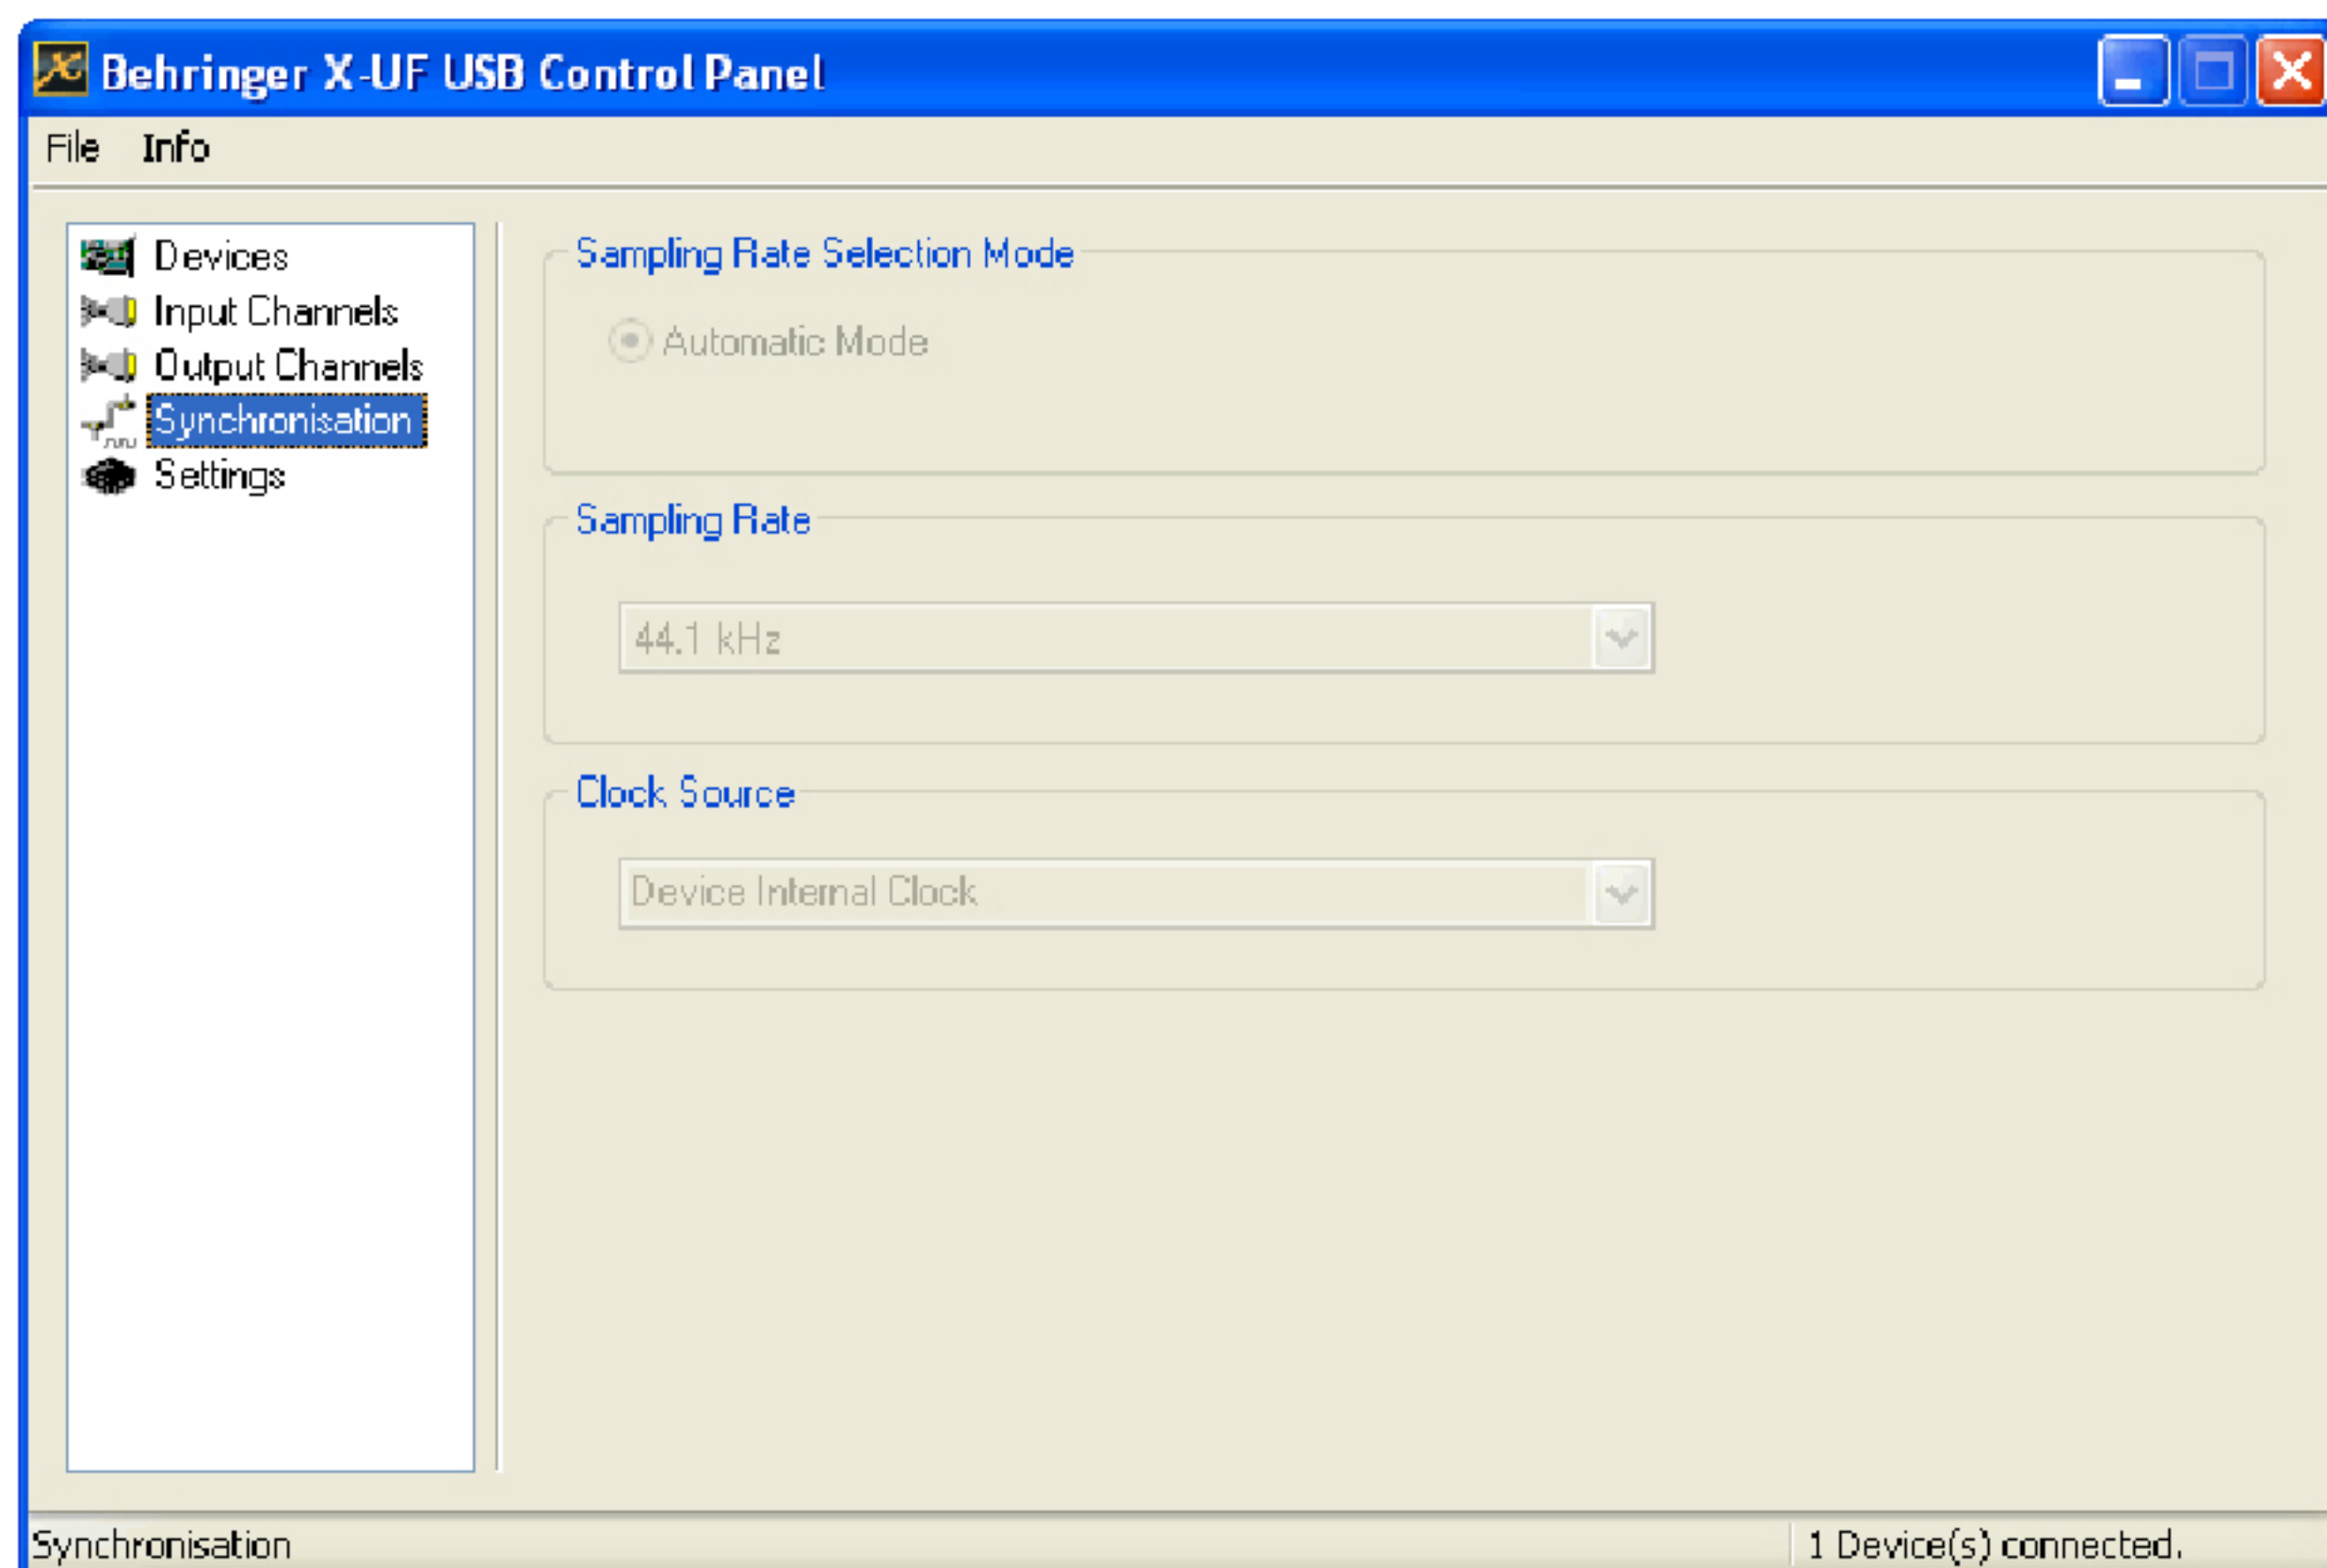 Behringer X-UF USB Control Panel
File Info
Devices
Input Channels
Output Channels
Synchronisation
Settings
Sampling Rate Selection Mode
Automatic Mode
Sampling Rate
44.1 kHz
Clock Source
Device Internal Clock
Synchronisation
1 Device(s) connected.